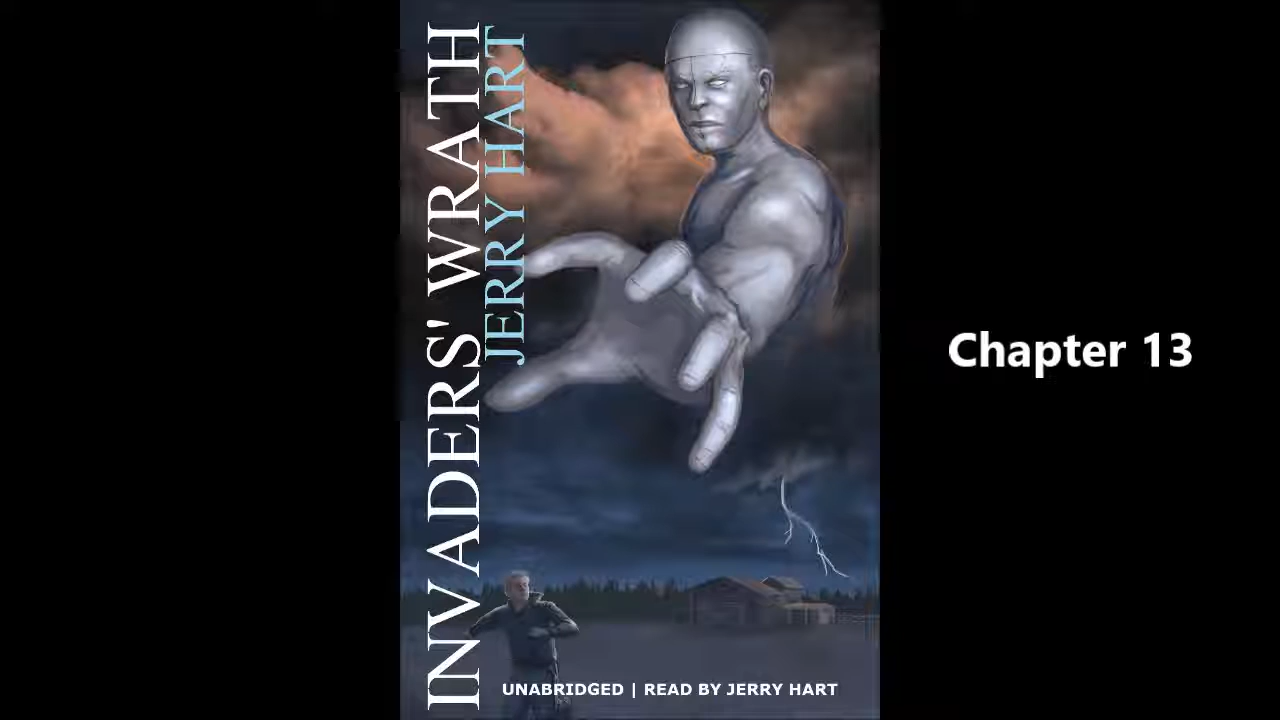 INVADERS' WRATH
JERRY HART
Chapter 13
UNABRIDGED | READ BY JERRY HART